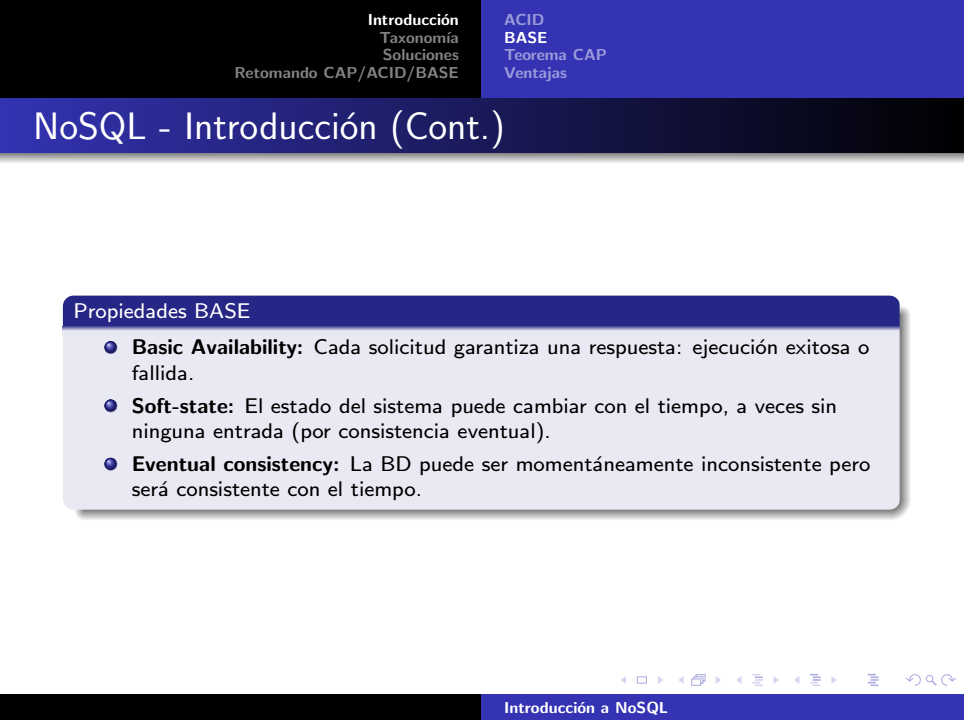 Introducción
Taxonomía
Soluciones
Retomando CAP/ACID/BASE
ACID
BASE
Teorema CAP
Ventajas
NoSQL - Introducción (Cont.)
Propiedades BASE
Basic Availability: Cada solicitud garantiza una respuesta: ejecución exitosa o
fallida.
Soft-state: El estado del sistema puede cambiar con el tiempo, a veces sin
ninguna entrada (por consistencia eventual).
Eventual consistency: La BD puede ser momentáneamente inconsistente pero
será consistente con el tiempo.
Introducción a NoSQL